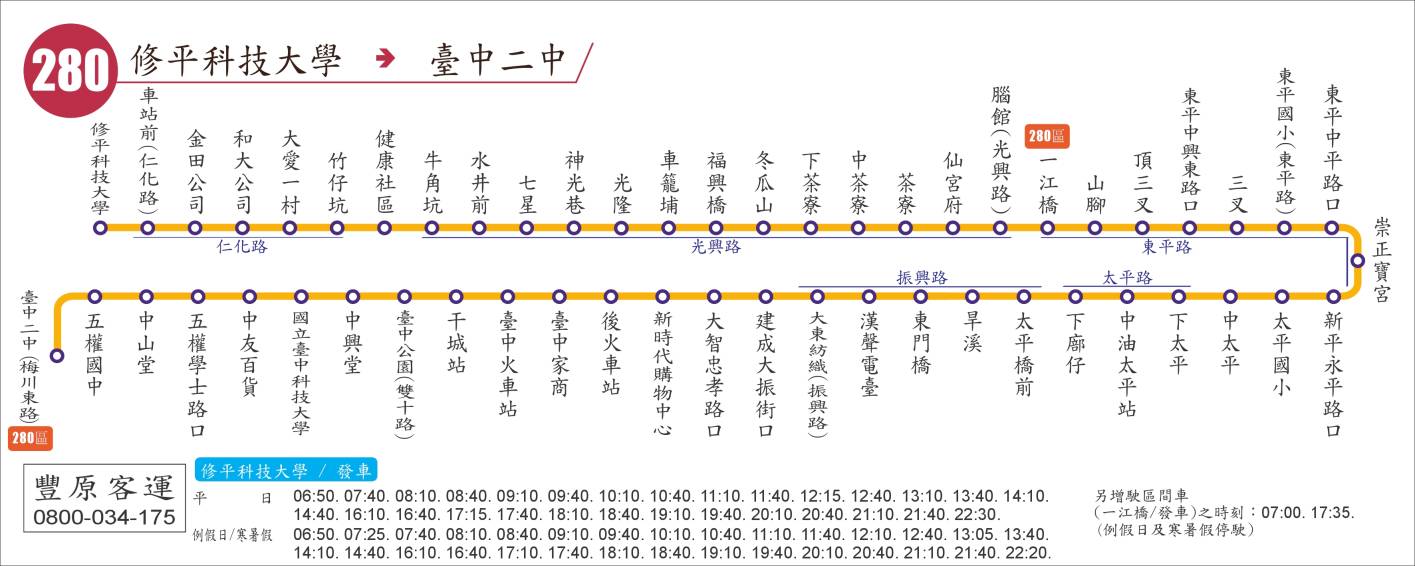 280 修平科技大學 → 臺中二中
修平科技大學
車站前(仁化路)
金田公司
和大公司
大愛一村
竹仔坑
健康社區
牛角坑
水井前
七星
神光巷
光隆
車籠埔
福興橋
冬瓜山
下茶寮
中茶寮
茶寮
仙宮府
腦館(光興路)
280區
一江橋
山腳
頂三叉
東平中興東路口
三叉
東平國小(東平路)
東平中平路口
崇正寶宮
仁化路
光興路
東平路
振興路
太平路
臺中二中(梅川東路)
280區
五權國中
中山堂
五權學士路口
中友百貨
國立臺中科技大學
中興堂
臺中公園(雙十路)
干城站
臺中火車站
臺中家商
後火車站
新時代購物中心
大智忠孝路口
建成大振街口
大東紡織(振興路)
漢聲電臺
東門橋
旱溪
太平橋前
下廍仔
中油太平站
下太平
中太平
太平國小
新平永平路口
豐原客運
0800-034-175
修平科技大學 / 發車
平日 06:50. 07:40. 08:10. 08:40. 09:10. 09:40. 10:10. 10:40. 11:10. 11:40. 12:15. 12:40. 13:10. 13:40. 14:10.
14:40. 16:10. 16:40. 17:15. 17:40. 18:10. 18:40. 19:10. 19:40. 20:10. 20:40. 21:10. 21:40. 22:30.
例假日/寒暑假 06:50. 07:25. 07:40. 08:10. 08:40. 09:10. 09:40. 10:10. 10:40. 11:10. 11:40. 12:10. 12:40. 13:05. 13:40.
14:10. 14:40. 16:10. 16:40. 17:10. 17:40. 18:10. 18:40. 19:10. 19:40. 20:10. 20:40. 21:10. 21:40. 22:20.
另增駛區間車
(一江橋/發車)之時刻：07:00. 17:35.
(例假日及寒暑假停駛)